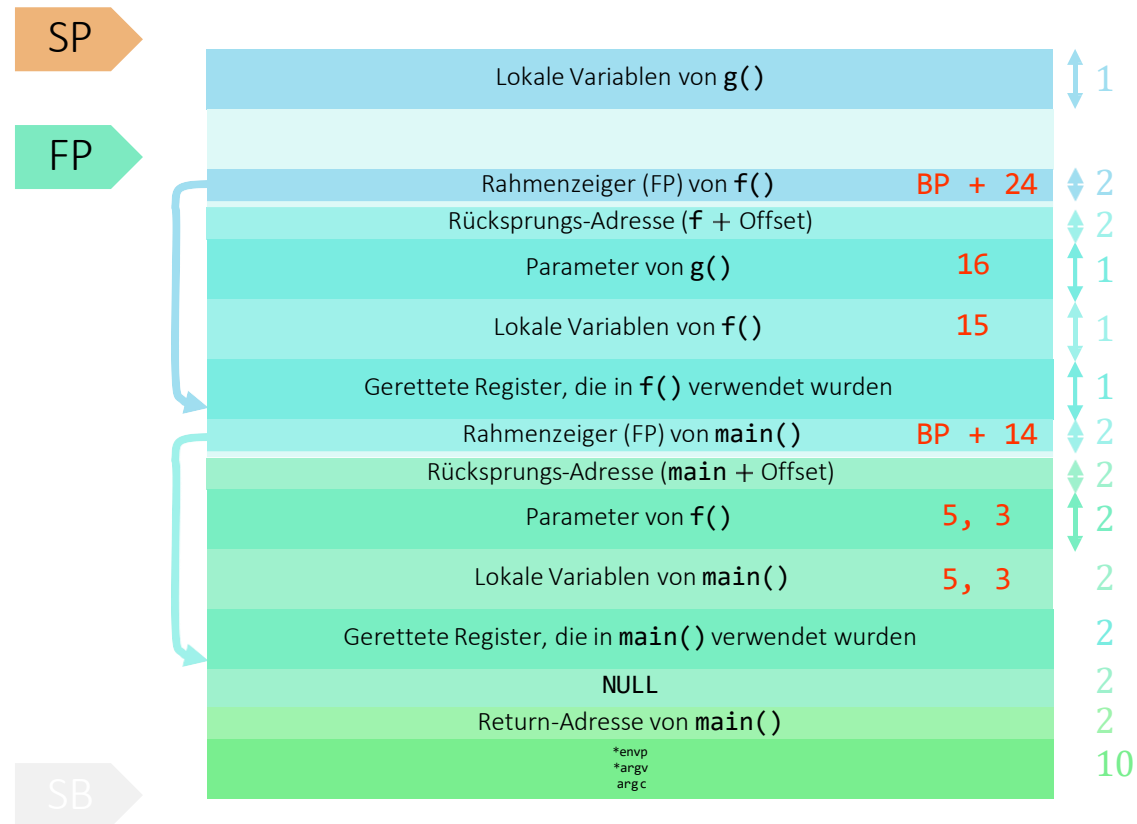 SP
Lokale Variablen von g() 1
FP
Rahmenzeiger (FP) von f() BP + 24 2
Rücksprungs-Adresse (f + Offset) 2
Parameter von g() 16 1
Lokale Variablen von f() 15 1
Gerettete Register, die in f() verwendet wurden 1
Rahmenzeiger (FP) von main() BP + 14 2
Rücksprungs-Adresse (main + Offset) 2
Parameter von f() 5, 3 2
Lokale Variablen von main() 5, 3 2
Gerettete Register, die in main() verwendet wurden 2
NULL 2
Return-Adresse von main() 2
*envp
*argv 10
argc
SB